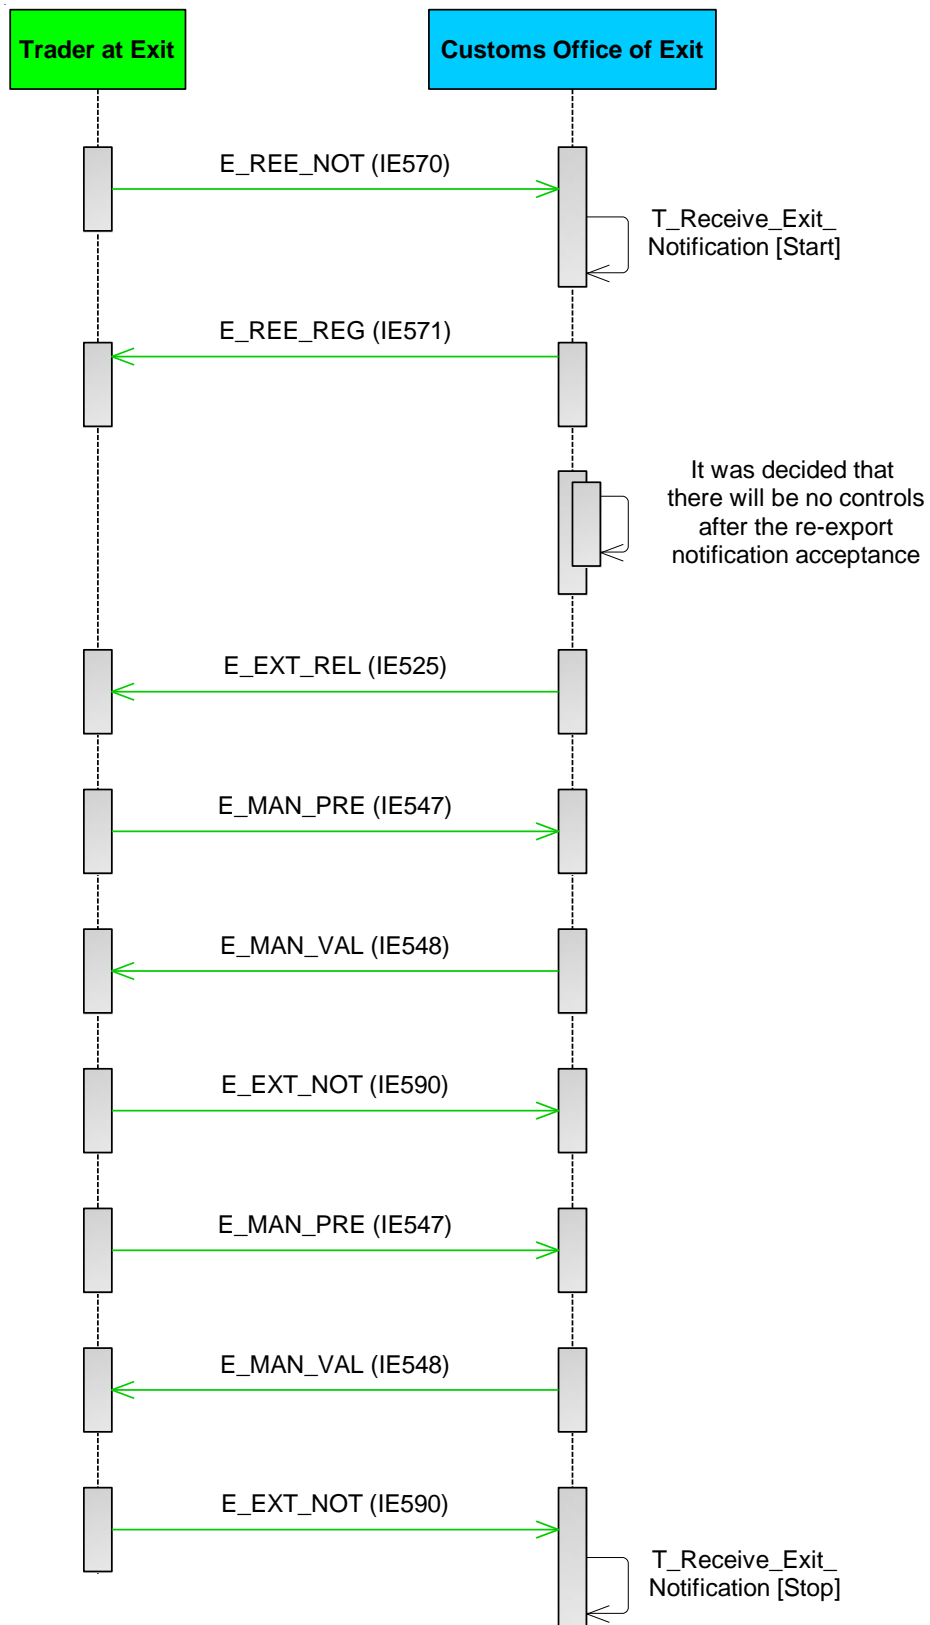 Trader at Exit
Customs Office of Exit
E_REE_NOT (IE570)
T_Receive_Exit_
Notification [Start]
E_REE_REG (IE571)
It was decided that
there will be no controls
after the re-export
notification acceptance
E_EXT_REL (IE525)
E_MAN_PRE (IE547)
E_MAN_VAL (IE548)
E_EXT_NOT (IE590)
E_MAN_PRE (IE547)
E_MAN_VAL (IE548)
E_EXT_NOT (IE590)
T_Receive_Exit_
Notification [Stop]